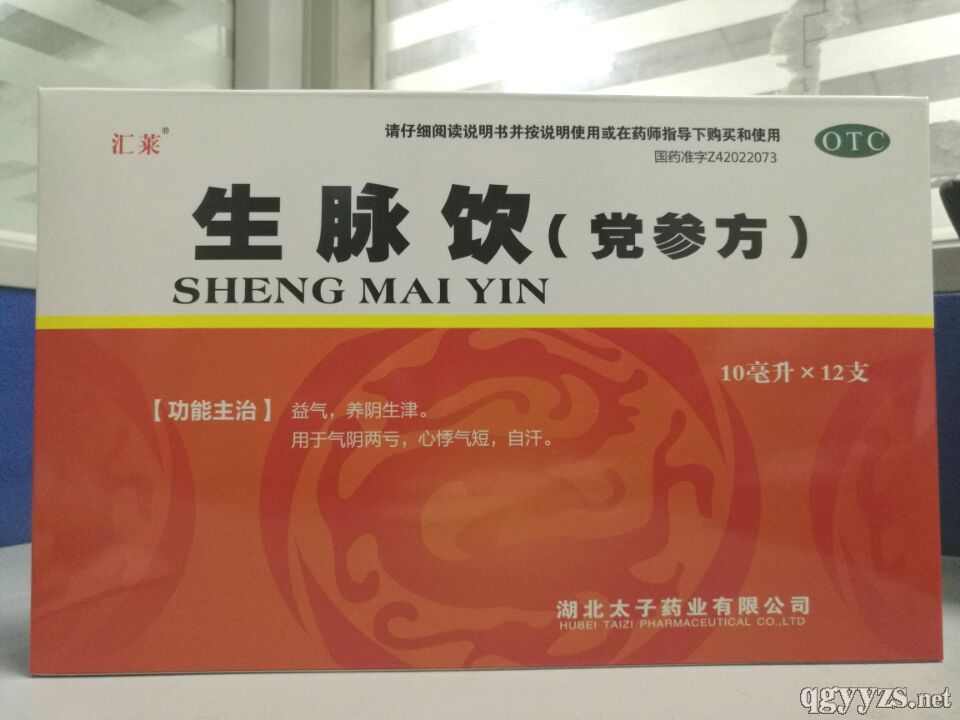 汇莱®
请仔细阅读说明书并按说明使用或在药师指导下购买和使用
OTC
国药准字Z42022073
生脉饮(党参方)
SHENG MAI YIN
10毫升×12支
【功能主治】益气,养阴生津。
用于气阴两亏,心悸气短,自汗。
湖北太子药业有限公司
HUBEI TAIZI PHARMACEUTICAL CO.,LTD
qgyyzs.net